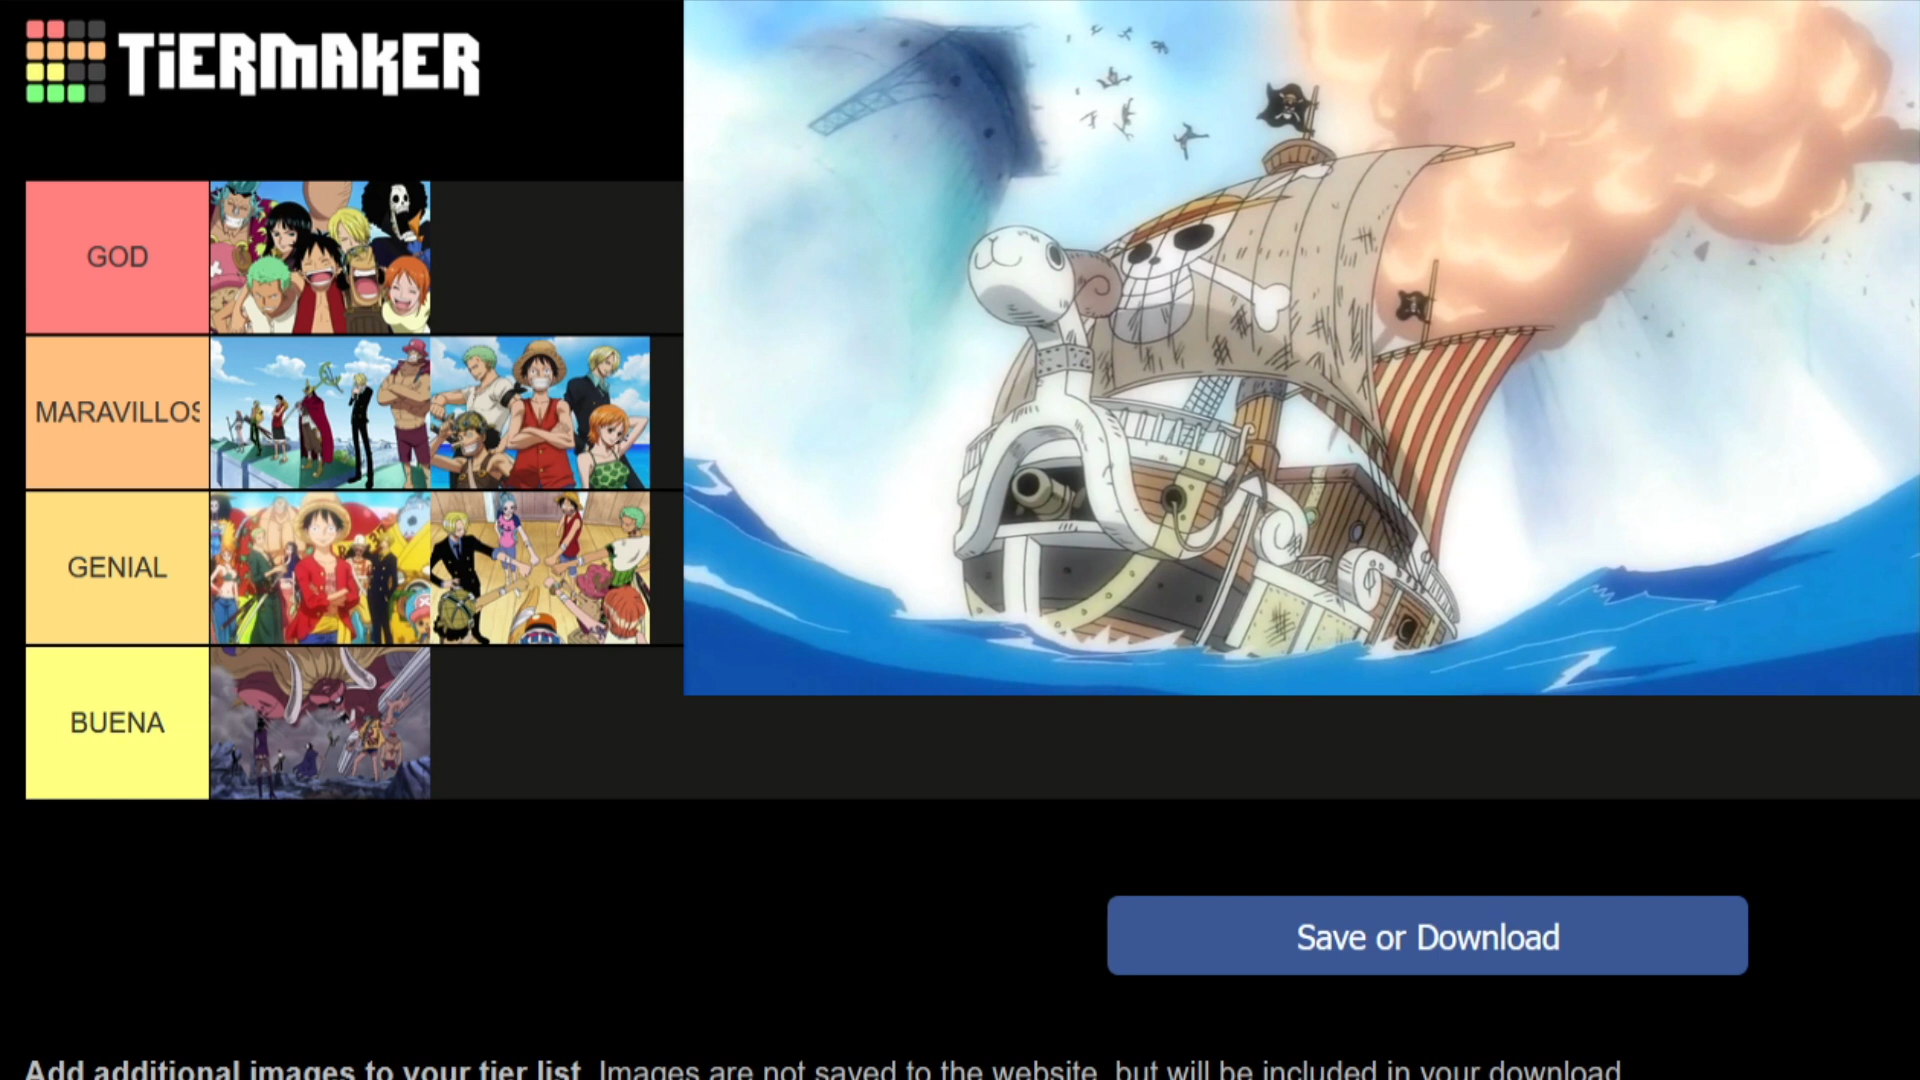 TiERMAKER
GOD
MARAVILLOS
GENIAL
BUENA
Save or Download
Add additional images to your tier list. Images are not saved to the website, but will be included in your download